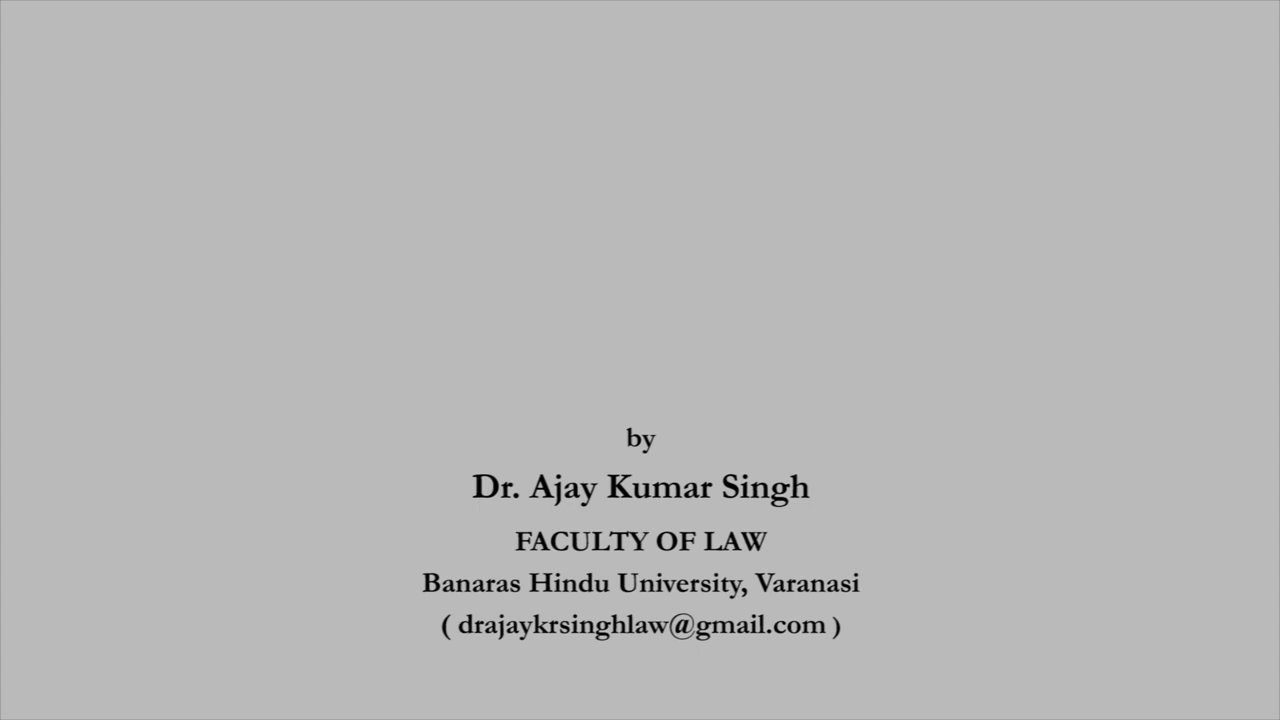 by
Dr. Ajay Kumar Singh
FACULTY OF LAW
Banaras Hindu University, Varanasi
( drajaykrsinghlaw@gmail.com )